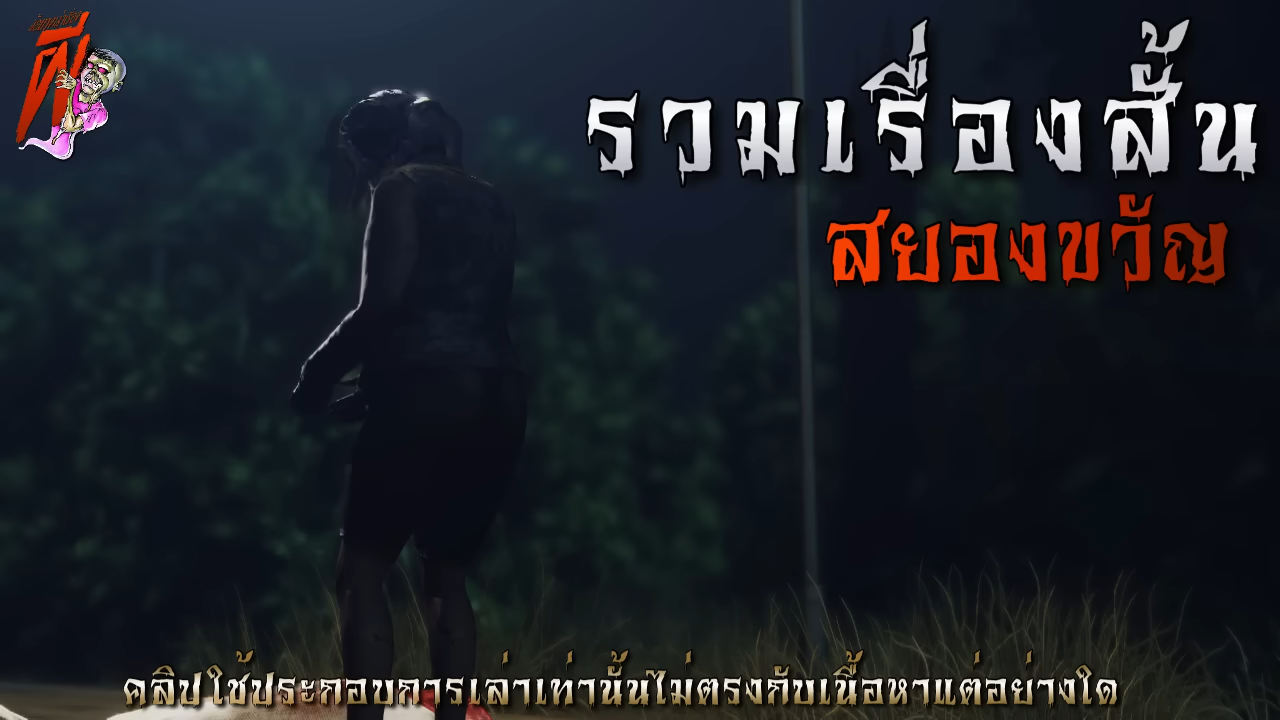 ผี
รวมเรื่องสั้น
สยองขวัญ
คลิปใช้ประกอบการเล่าเท่านั้นไม่ตรงกับเนื้อหาแต่อย่างใด